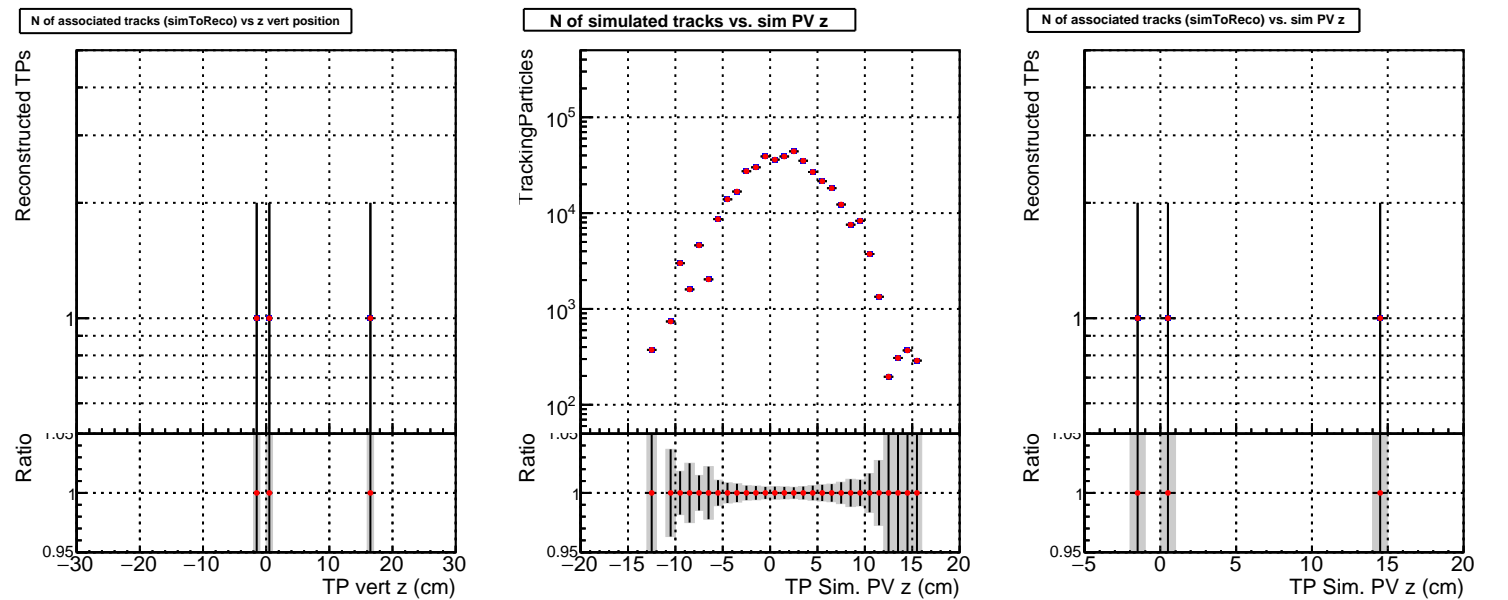 N of associated tracks (simToReco) vs z vert position
Reconstructed TPs
1
Ratio
1.05
1
0.95
−30 −20 −10 0 10 20 30
TP vert z (cm)
N of simulated tracks vs. sim PV z
TrackingParticles
10^5
10^4
10^3
10^2
Ratio
1.05
1
0.95
−20 −15 −10 −5 0 5 10 15 20
TP Sim. PV z (cm)
N of associated tracks (simToReco) vs. sim PV z
Reconstructed TPs
1
Ratio
1.05
1
0.95
−5 0 5 10 15 20
TP Sim. PV z (cm)